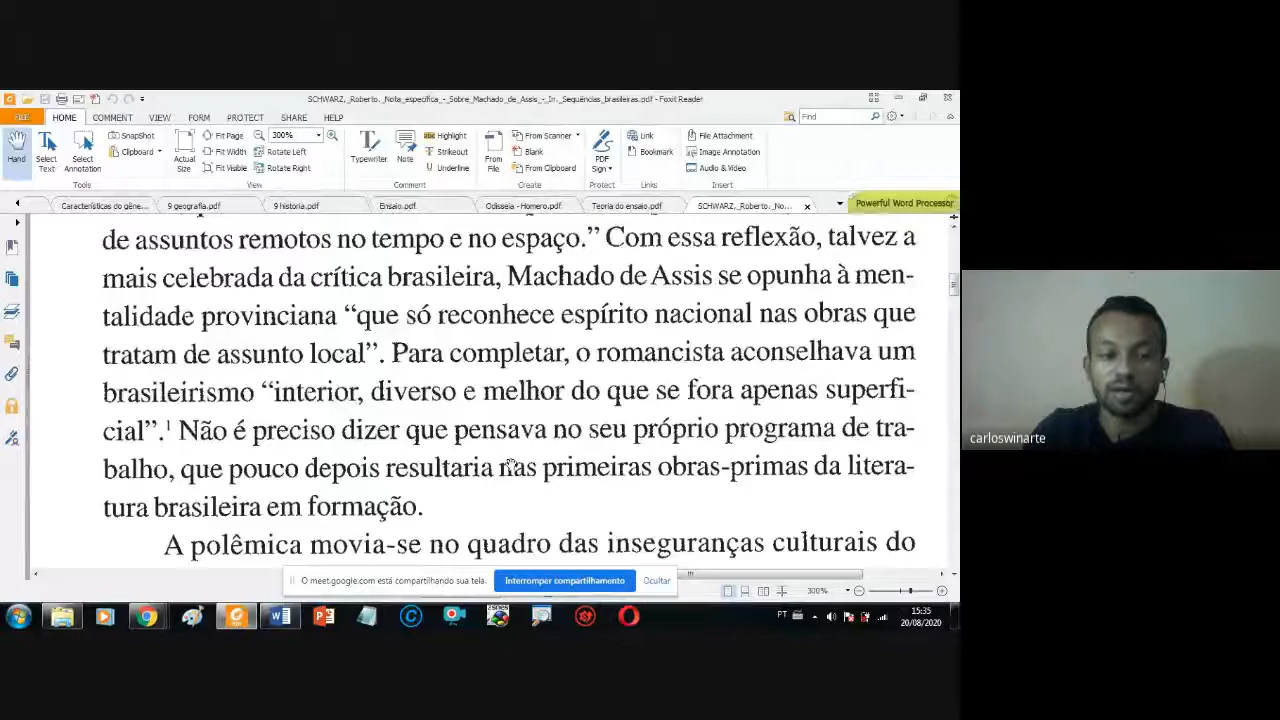 SCHWARZ,_Roberto._Nota_específica_-_Sobre_Machado_de_Assis_-_In._Sequências_brasileiras.pdf - Foxit Reader
FILE HOME COMMENT VIEW FORM PROTECT SHARE HELP Find
Hand
Select Text
Select Annotation
SnapShot
Clipboard
Tools
Actual Size
Fit Page
Fit Width
Fit Visible
300%
Rotate Left
Rotate Right
View
Typewriter
Note
Highlight
Strikeout
Underline
Comment
From File
From Scanner
Blank
From Clipboard
Create
PDF Sign
Protect
Link
Bookmark
Links
File Attachment
Image Annotation
Audio & Video
Insert
Características do gêne... 9 geografia.pdf 9 historia.pdf Ensaio.pdf Odisseia - Homero.pdf Teoria do ensaio.pdf SCHWARZ,_Roberto._No... Powerful Word Processor
de assuntos remotos no tempo e no espaço.” Com essa reflexão, talvez a
mais celebrada da crítica brasileira, Machado de Assis se opunha à men-
talidade provinciana “que só reconhece espírito nacional nas obras que
tratam de assunto local”. Para completar, o romancista aconselhava um
brasileirismo “interior, diverso e melhor do que se fora apenas superfi-
cial”.¹ Não é preciso dizer que pensava no seu próprio programa de tra-
balho, que pouco depois resultaria nas primeiras obras-primas da litera-
tura brasileira em formação.
A polêmica movia-se no quadro das inseguranças culturais do
carloswinarte
O meet.google.com está compartilhando sua tela. Interromper compartilhamento Ocultar
300%
PT 15:35
20/08/2020